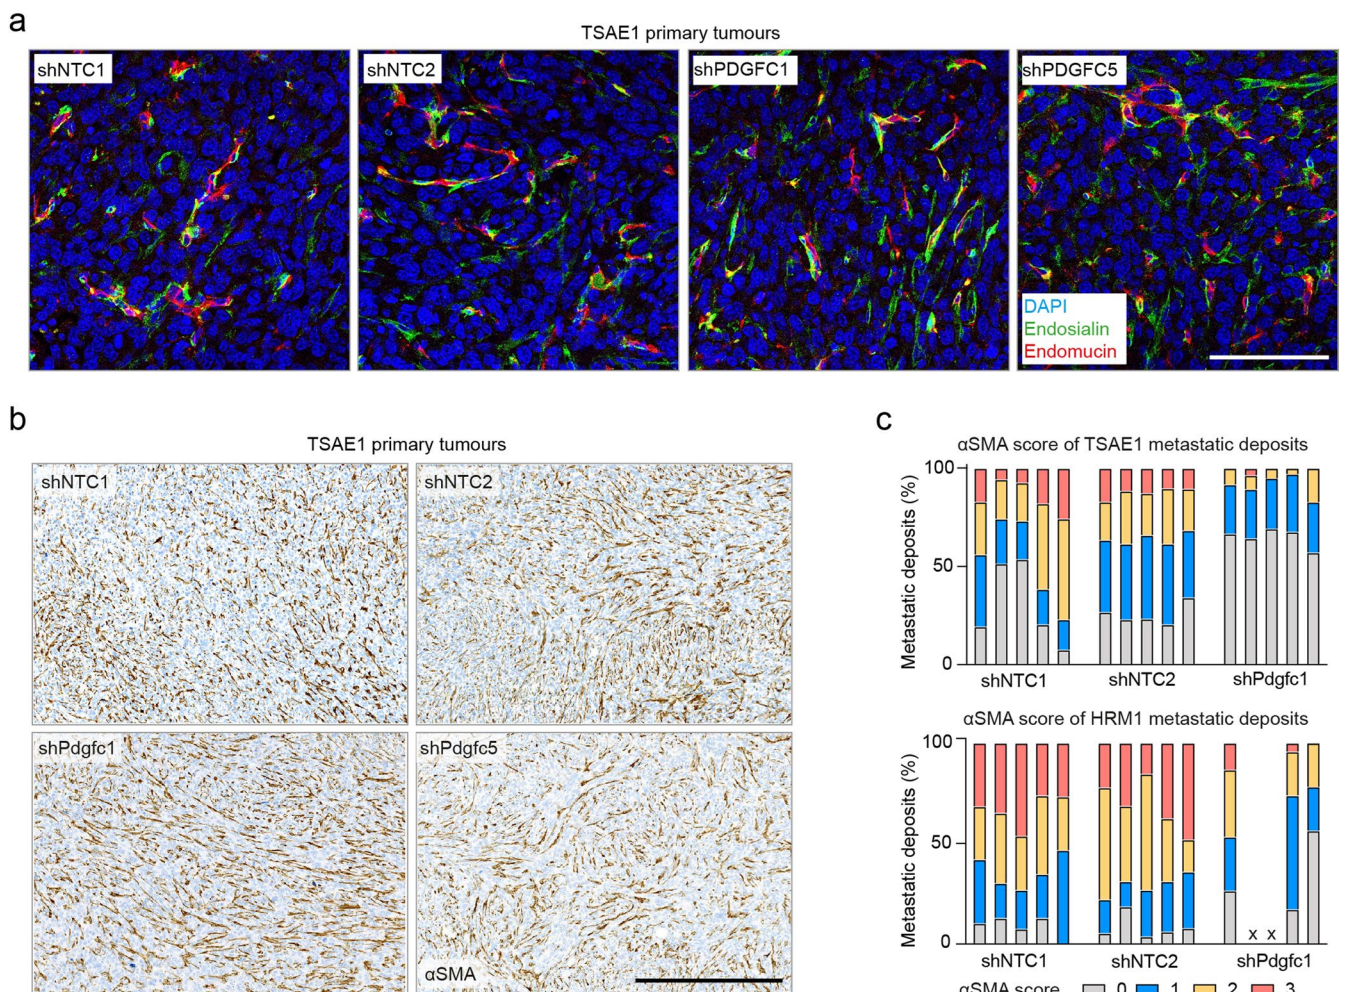 a
TSAE1 primary tumours
shNTC1
shNTC2
shPDGFC1
shPDGFC5
DAPI
Endosialin
Endomucin
b
TSAE1 primary tumours
shNTC1
shNTC2
shPdgfc1
shPdgfc5
αSMA
c
αSMA score of TSAE1 metastatic deposits
Metastatic deposits (%)
100
50
0
shNTC1
shNTC2
shPdgfc1
αSMA score of HRM1 metastatic deposits
Metastatic deposits (%)
100
50
0
x x
shNTC1
shNTC2
shPdgfc1
αSMA score 0 1 2 3